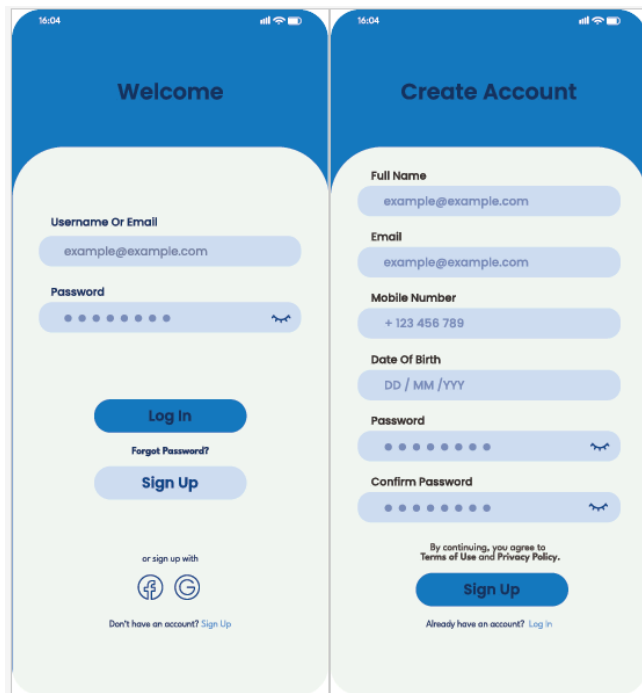 16:04
Welcome
Username Or Email
example@example.com
Password
Log In
Forgot Password?
Sign Up
or sign up with
Don't have an account? Sign Up
16:04
Create Account
Full Name
example@example.com
Email
example@example.com
Mobile Number
+ 123 456 789
Date Of Birth
DD / MM /YYY
Password
Confirm Password
By continuing, you agree to
Terms of Use and Privacy Policy.
Sign Up
Already have an account? Log In